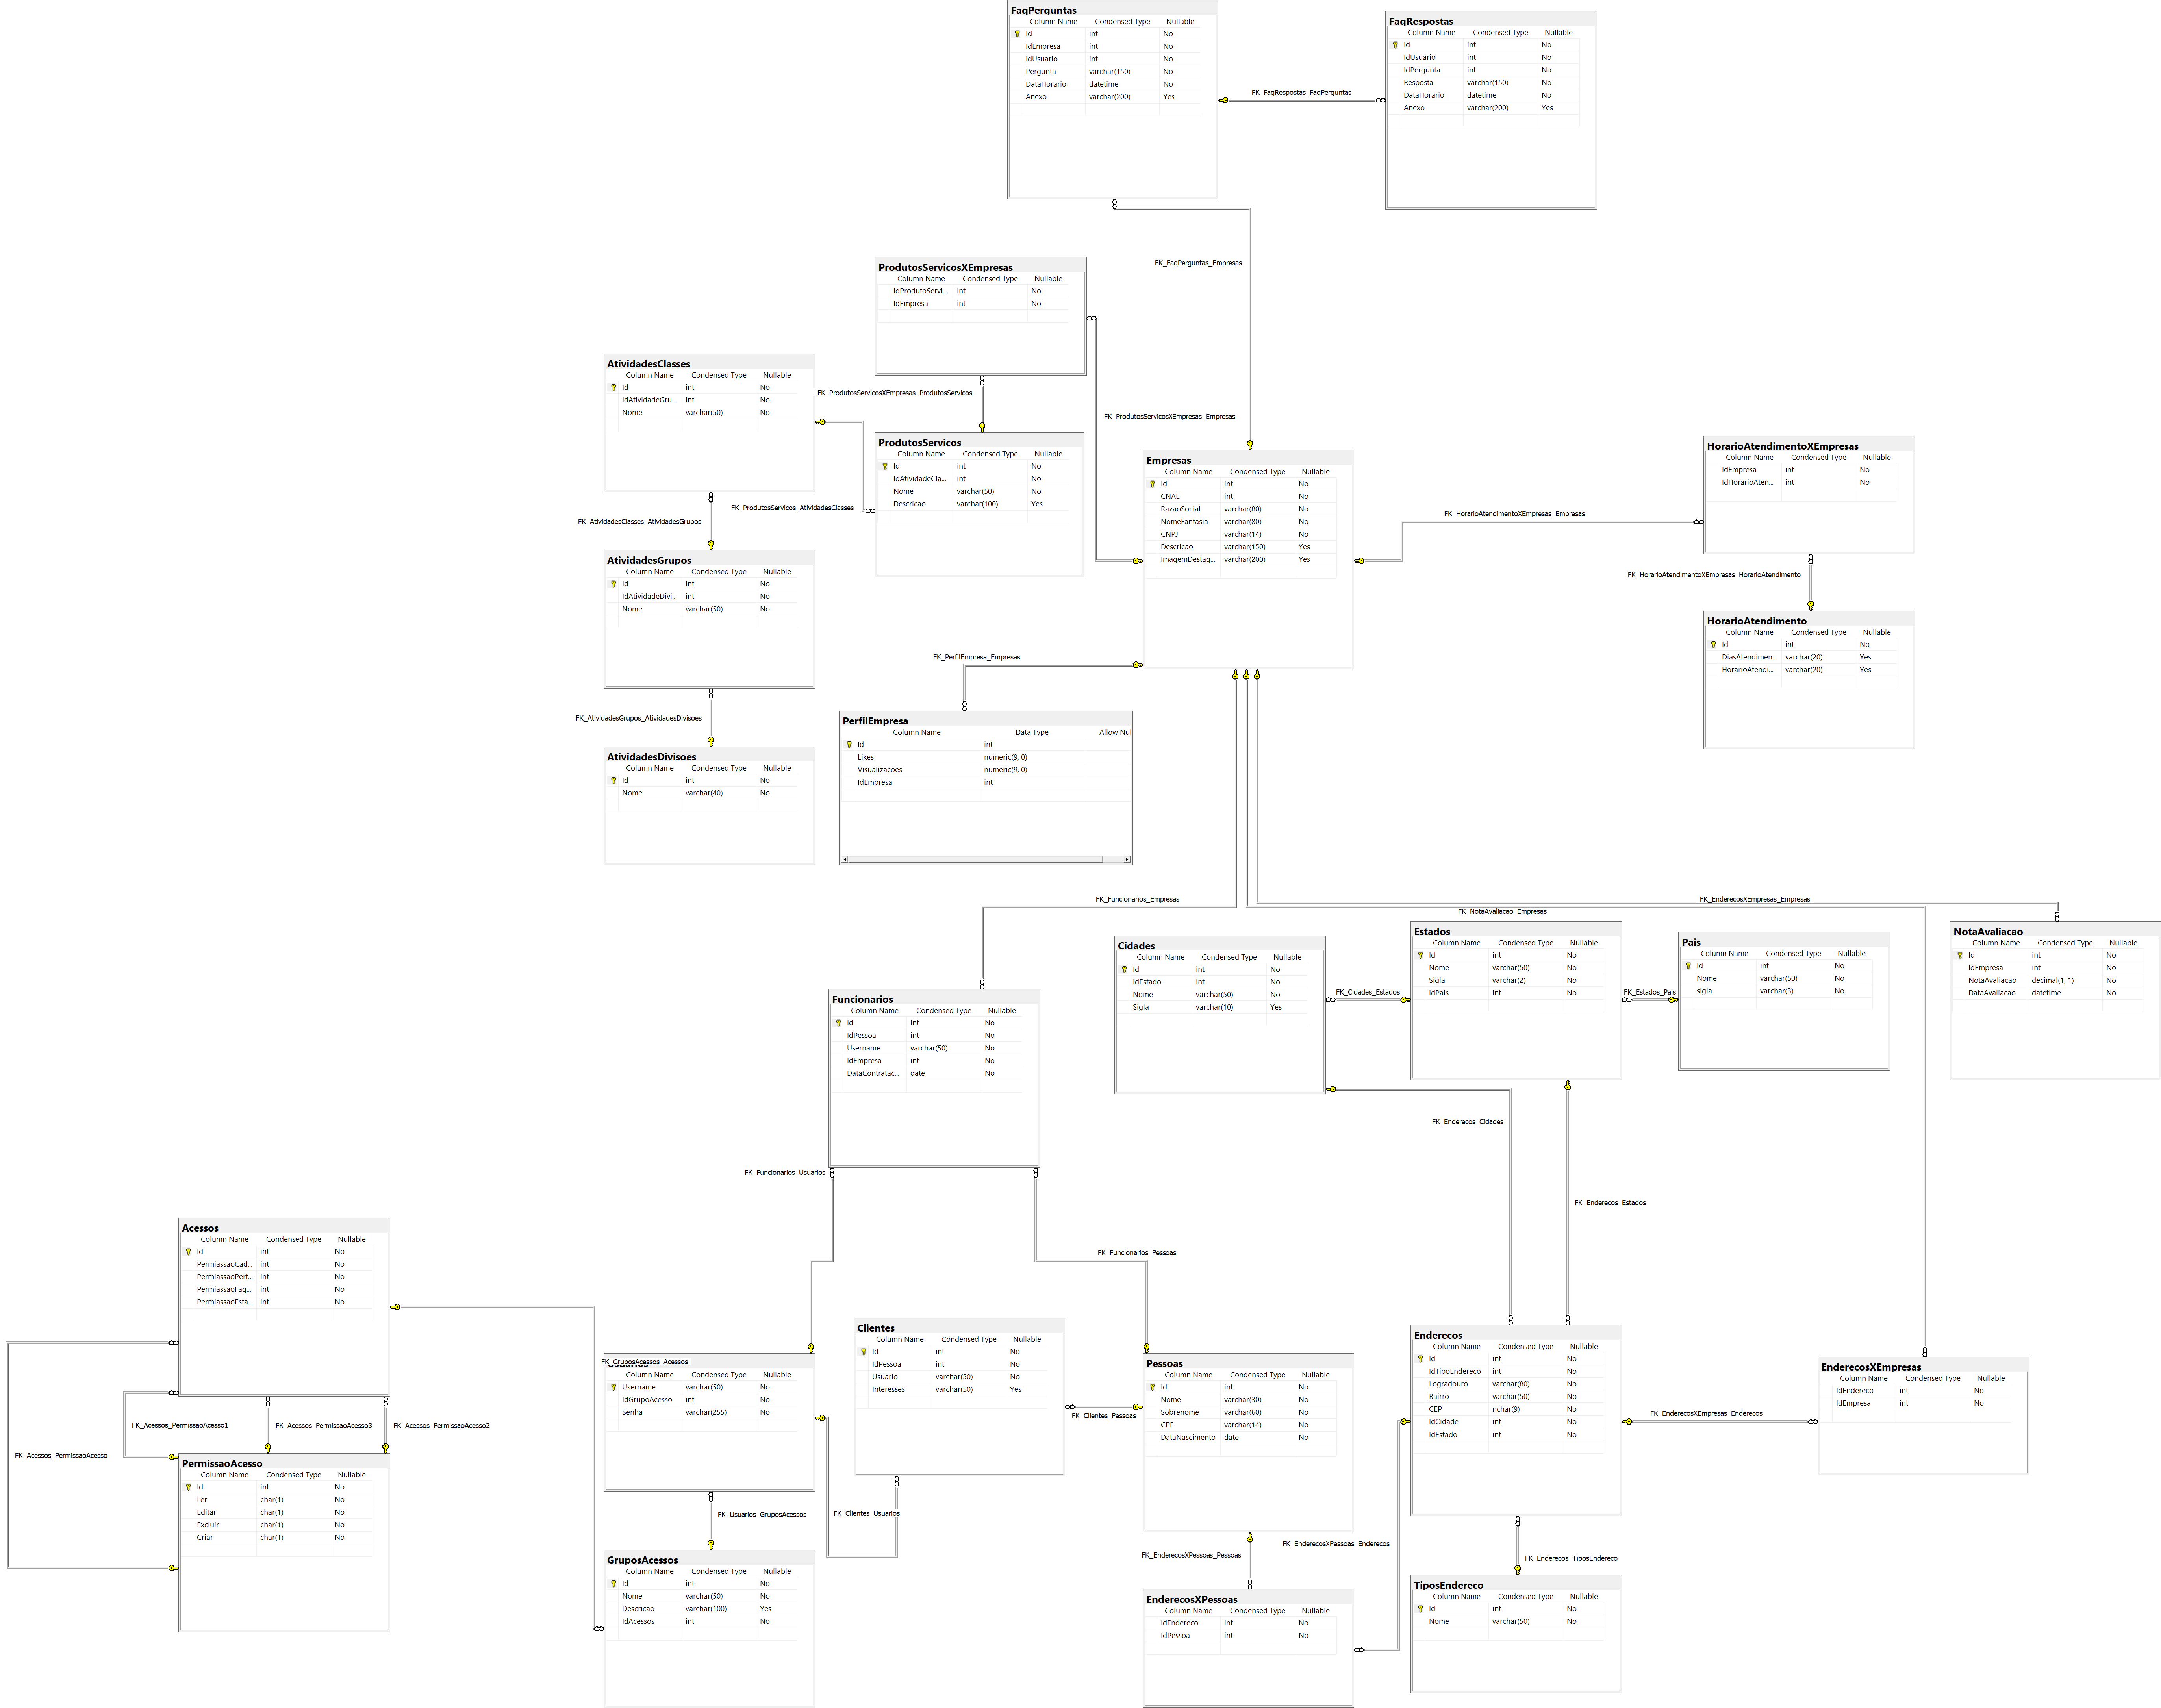 FaqPerguntas
Column Name Condensed Type Nullable
Id int No
IdEmpresa int No
IdUsuario int No
Pergunta varchar(150) No
DataHorario datetime No
Anexo varchar(200) Yes
FaqRespostas
Column Name Condensed Type Nullable
Id int No
IdUsuario int No
IdPergunta int No
Resposta varchar(150) No
DataHorario datetime No
Anexo varchar(200) Yes
FK_FaqRespostas_FaqPerguntas
FK_FaqPerguntas_Empresas
ProdutosServicosXEmpresas
Column Name Condensed Type Nullable
IdProdutoServi... int No
IdEmpresa int No
AtividadesClasses
Column Name Condensed Type Nullable
Id int No
IdAtividadeGru... int No
Nome varchar(50) No
FK_ProdutosServicosXEmpresas_ProdutosServicos
FK_ProdutosServicosXEmpresas_Empresas
ProdutosServicos
Column Name Condensed Type Nullable
Id int No
IdAtividadeCla... int No
Nome varchar(50) No
Descricao varchar(100) Yes
FK_ProdutosServicos_AtividadesClasses
FK_AtividadesClasses_AtividadesGrupos
Empresas
Column Name Condensed Type Nullable
Id int No
CNAE int No
RazaoSocial varchar(80) No
NomeFantasia varchar(80) No
CNPJ varchar(14) No
Descricao varchar(150) Yes
ImagemDestaq... varchar(200) Yes
HorarioAtendimentoXEmpresas
Column Name Condensed Type Nullable
IdEmpresa int No
IdHorarioAten... int No
FK_HorarioAtendimentoXEmpresas_Empresas
FK_HorarioAtendimentoXEmpresas_HorarioAtendimento
HorarioAtendimento
Column Name Condensed Type Nullable
Id int No
DiasAtendimen... varchar(20) Yes
HorarioAtendi... varchar(20) Yes
AtividadesGrupos
Column Name Condensed Type Nullable
Id int No
IdAtividadeDivi... int No
Nome varchar(50) No
FK_AtividadesGrupos_AtividadesDivisoes
AtividadesDivisoes
Column Name Condensed Type Nullable
Id int No
Nome varchar(40) No
FK_PerfilEmpresa_Empresas
PerfilEmpresa
Column Name Data Type Allow Nul
Id int
Likes numeric(9, 0)
Visualizacoes numeric(9, 0)
IdEmpresa int
FK_Funcionarios_Empresas
FK_EnderecosXEmpresas_Empresas
FK_NotaAvaliacao_Empresas
Cidades
Column Name Condensed Type Nullable
Id int No
IdEstado int No
Nome varchar(50) No
Sigla varchar(10) Yes
FK_Cidades_Estados
Estados
Column Name Condensed Type Nullable
Id int No
Nome varchar(50) No
Sigla varchar(2) No
IdPais int No
FK_Estados_Pais
Pais
Column Name Condensed Type Nullable
Id int No
Nome varchar(50) No
sigla varchar(3) No
NotaAvaliacao
Column Name Condensed Type Nullable
Id int No
IdEmpresa int No
NotaAvaliacao decimal(1, 1) No
DataAvaliacao datetime No
Funcionarios
Column Name Condensed Type Nullable
Id int No
IdPessoa int No
Username varchar(50) No
IdEmpresa int No
DataContratac... date No
FK_Enderecos_Cidades
FK_Funcionarios_Usuarios
FK_Enderecos_Estados
FK_Funcionarios_Pessoas
Acessos
Column Name Condensed Type Nullable
Id int No
PermiassaoCad... int No
PermiassaoPerf... int No
PermiassaoFaq... int No
PermiassaoEsta... int No
FK_Acessos_PermissaoAcesso1
FK_Acessos_PermissaoAcesso3
FK_Acessos_PermissaoAcesso2
FK_Acessos_PermissaoAcesso
PermissaoAcesso
Column Name Condensed Type Nullable
Id int No
Ler char(1) No
Editar char(1) No
Excluir char(1) No
Criar char(1) No
FK_GruposAcessos_Acessos
Usuarios
Column Name Condensed Type Nullable
Username varchar(50) No
IdGrupoAcesso int No
Senha varchar(255) No
FK_Usuarios_GruposAcessos
GruposAcessos
Column Name Condensed Type Nullable
Id int No
Nome varchar(50) No
Descricao varchar(100) Yes
IdAcessos int No
Clientes
Column Name Condensed Type Nullable
Id int No
IdPessoa int No
Usuario varchar(50) No
Interesses varchar(50) Yes
FK_Clientes_Pessoas
FK_Clientes_Usuarios
Pessoas
Column Name Condensed Type Nullable
Id int No
Nome varchar(30) No
Sobrenome varchar(60) No
CPF varchar(14) No
DataNascimento date No
FK_EnderecosXPessoas_Pessoas
FK_EnderecosXPessoas_Enderecos
EnderecosXPessoas
Column Name Condensed Type Nullable
IdEndereco int No
IdPessoa int No
Enderecos
Column Name Condensed Type Nullable
Id int No
IdTipoEndereco int No
Logradouro varchar(80) No
Bairro varchar(50) No
CEP nchar(9) No
IdCidade int No
IdEstado int No
FK_EnderecosXEmpresas_Enderecos
EnderecosXEmpresas
Column Name Condensed Type Nullable
IdEndereco int No
IdEmpresa int No
FK_Enderecos_TiposEndereco
TiposEndereco
Column Name Condensed Type Nullable
Id int No
Nome varchar(50) No